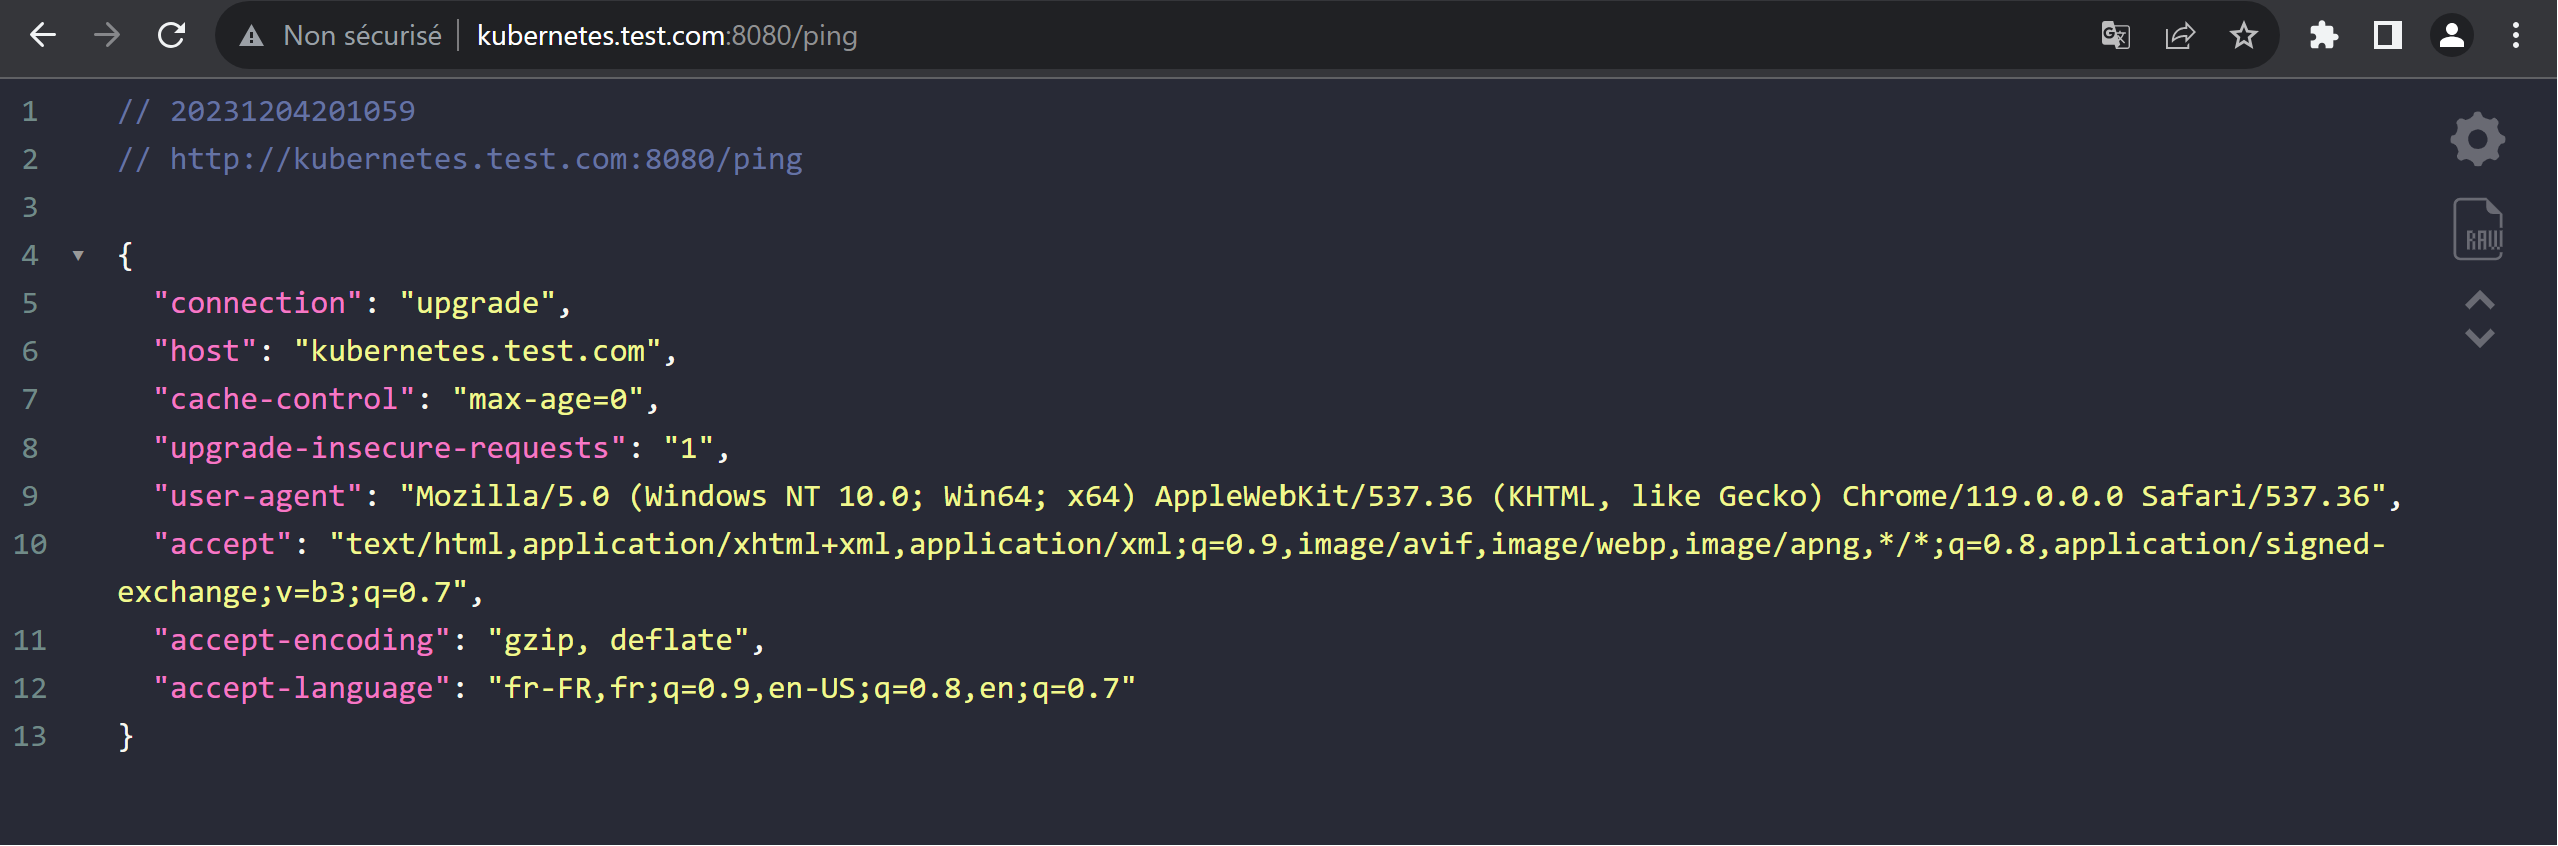 Non sécurisé kubernetes.test.com:8080/ping
1 // 20231204201059
2 // http://kubernetes.test.com:8080/ping
3
4 {
5 "connection": "upgrade",
6 "host": "kubernetes.test.com",
7 "cache-control": "max-age=0",
8 "upgrade-insecure-requests": "1",
9 "user-agent": "Mozilla/5.0 (Windows NT 10.0; Win64; x64) AppleWebKit/537.36 (KHTML, like Gecko) Chrome/119.0.0.0 Safari/537.36",
10 "accept": "text/html,application/xhtml+xml,application/xml;q=0.9,image/avif,image/webp,image/apng,*/*;q=0.8,application/signed-
exchange;v=b3;q=0.7",
11 "accept-encoding": "gzip, deflate",
12 "accept-language": "fr-FR,fr;q=0.9,en-US;q=0.8,en;q=0.7"
13 }
RAW